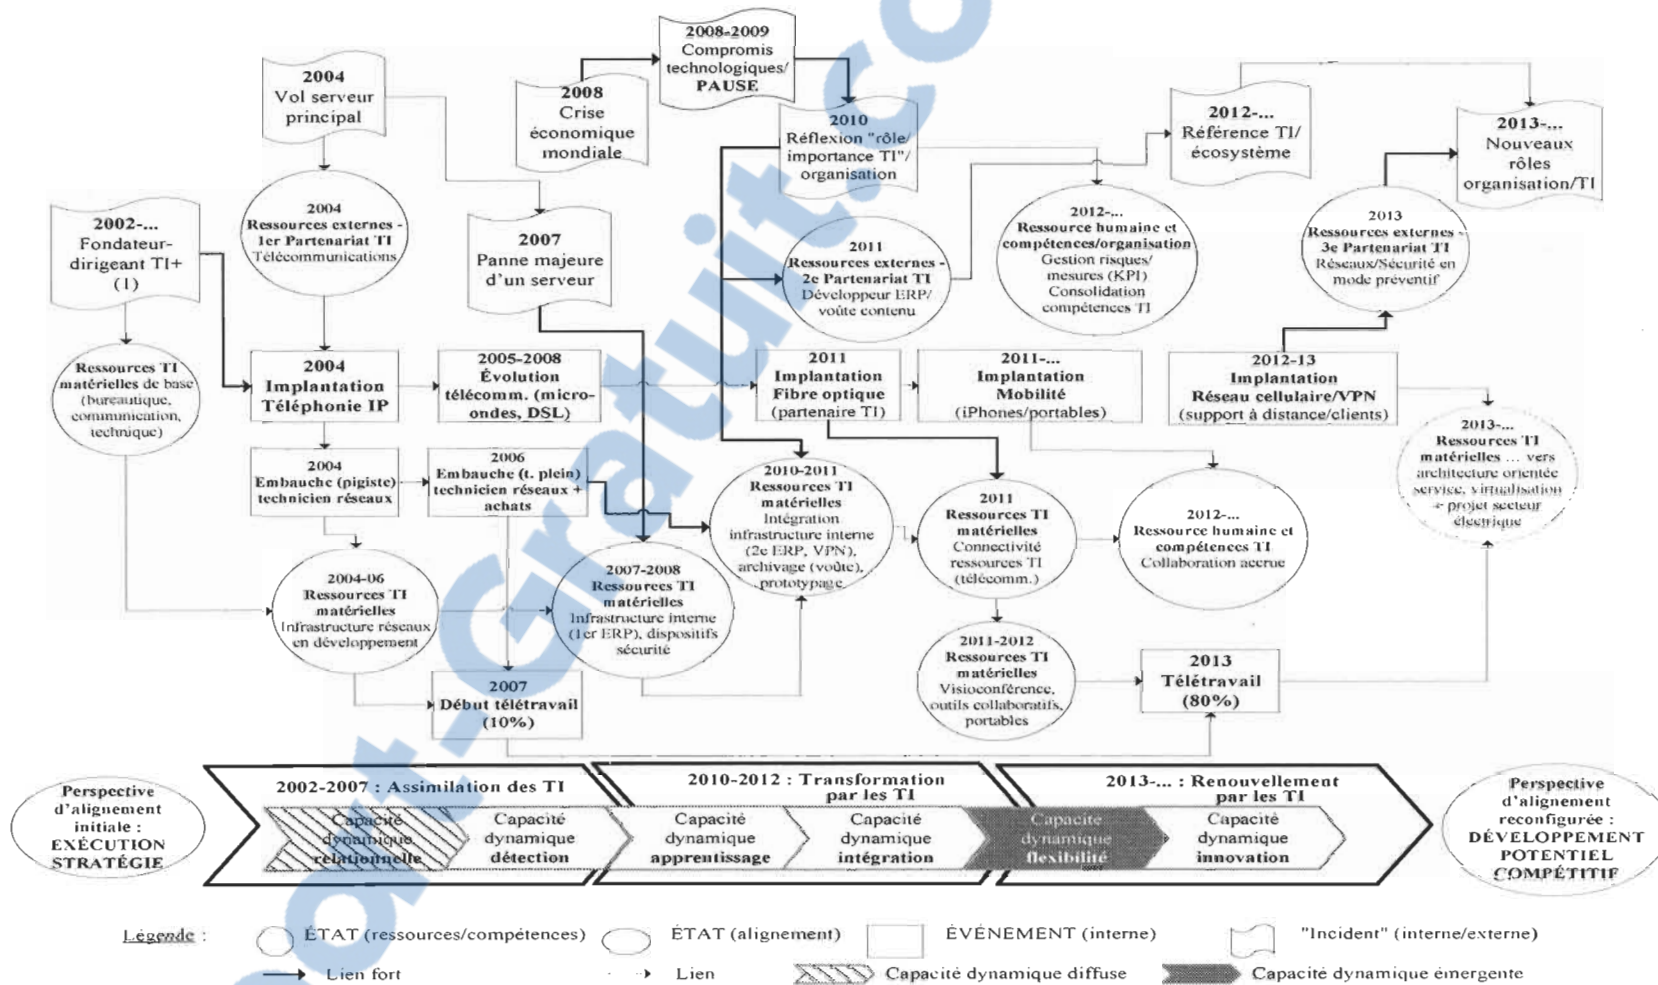 2008-2009
Compromis
technologiques/
PAUSE
2004
Vol serveur
principal
2008
Crise
économique
mondiale
2010
Réflexion "rôle/
importance TI"/
organisation
2012-...
Référence TI/
écosystème
2013-...
Nouveaux
rôles
organisation/TI
2002-...
Fondateur-
dirigeant TI+
(1)
2004
Ressources externes -
1er Partenariat TI
Télécommunications
2007
Panne majeure
d'un serveur
2011
Ressources externes -
2e Partenariat TI
Développeur ERP/
voûte contenu
2012-...
Ressource humaine et
compétences/organisation
Gestion risques/
mesures (KPI)
Consolidation
compétences TI
2013
Ressources externes -
3e Partenariat TI
Réseaux/Sécurité en
mode préventif
Ressources TI
matérielles de base
(bureautique,
communication,
technique)
2004
Implantation
Téléphonie IP
2005-2008
Évolution
télécomm. (micro-
ondes, DSL)
2011
Implantation
Fibre optique
(partenaire TI)
2011-...
Implantation
Mobilité
(iPhones/portables)
2012-13
Implantation
Réseau cellulaire/VPN
(support à distance/clients)
2013-...
Ressources TI
matérielles ... vers
architecture orientée
service, virtualisation
+ projet secteur
électrique
2004
Embauche (pigiste)
technicien réseaux
2006
Embauche (t. plein)
technicien réseaux +
achats
2010-2011
Ressources TI
matérielles
Intégration
infrastructure interne
(2e ERP, VPN),
archivage (voûte),
prototypage
2011
Ressources TI
matérielles
Connectivité
ressources TI
(télécomm.)
2012-...
Ressource humaine et
compétences TI
Collaboration accrue
2004-06
Ressources TI
matérielles
Infrastructure réseaux
en développement
2007-2008
Ressources TI
matérielles
Infrastructure interne
(1er ERP), dispositifs
sécurité
2011-2012
Ressources TI
matérielles
Visioconférence,
outils collaboratifs,
portables
2007
Début télétravail
(10%)
2013
Télétravail
(80%)
Perspective
d'alignement
initiale :
EXÉCUTION
STRATÉGIE
2002-2007 : Assimilation des TI
Capacité
dynamique
relationnelle
Capacité
dynamique
détection
2010-2012 : Transformation
par les TI
Capacité
dynamique
apprentissage
Capacité
dynamique
intégration
2013-... : Renouvellement
par les TI
Capacité
dynamique
flexibilité
Capacité
dynamique
innovation
Perspective
d'alignement
reconfigurée :
DÉVELOPPEMENT
POTENTIEL
COMPÉTITIF
Légende :
ÉTAT (ressources/compétences)
ÉTAT (alignement)
ÉVÉNEMENT (interne)
"Incident" (interne/externe)
Lien fort
Lien
Capacité dynamique diffuse
Capacité dynamique émergente
ort-Gratuit.co